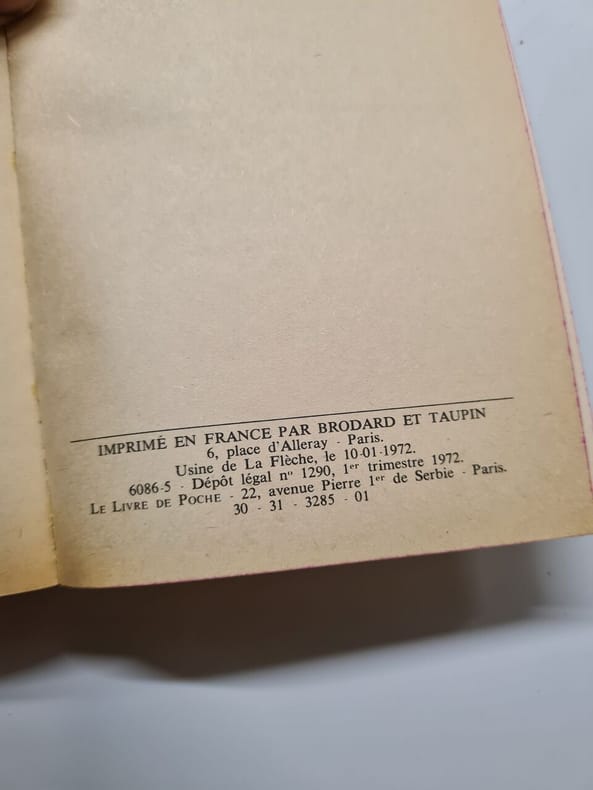 IMPRIMÉ EN FRANCE PAR BRODARD ET TAUPIN
6, place d'Alleray - Paris.
Usine de La Flèche, le 10-01-1972.
6086-5 - Dépôt légal nº 1290, 1er trimestre 1972.
LE LIVRE DE POCHE - 22, avenue Pierre 1er de Serbie - Paris.
30 - 31 - 3285 - 01